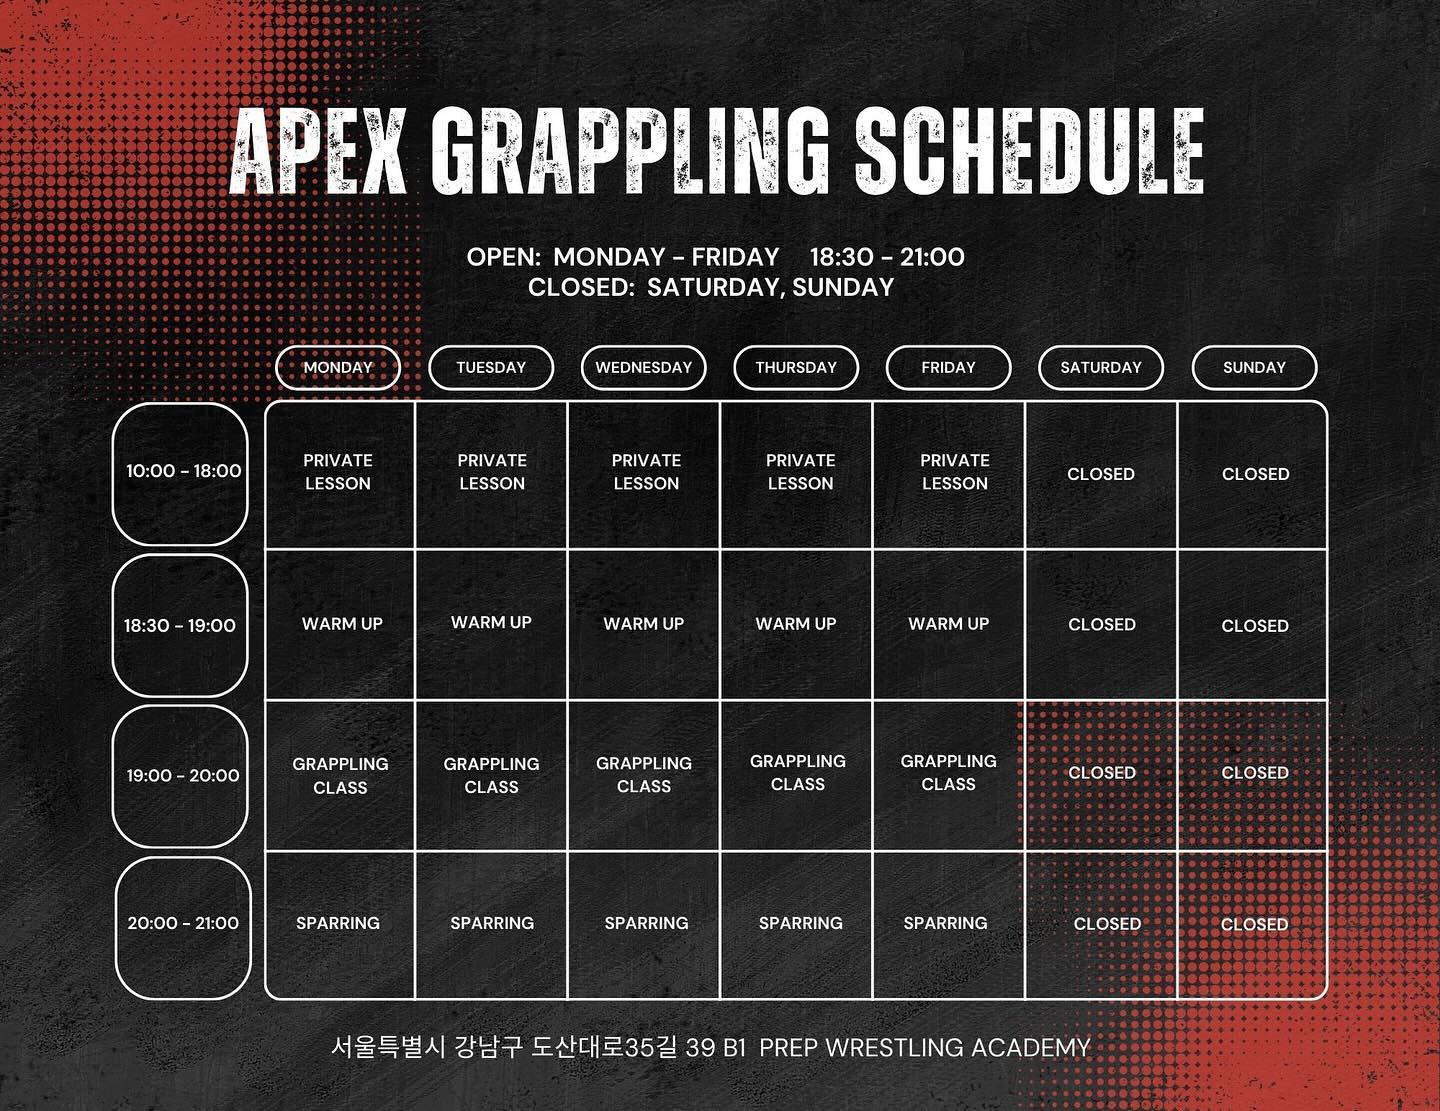 APEX GRAPPLING SCHEDULE
OPEN: MONDAY - FRIDAY 18:30 - 21:00
CLOSED: SATURDAY, SUNDAY
MONDAY TUESDAY WEDNESDAY THURSDAY FRIDAY SATURDAY SUNDAY
10:00 - 18:00
PRIVATE LESSON
PRIVATE LESSON
PRIVATE LESSON
PRIVATE LESSON
PRIVATE LESSON
CLOSED
CLOSED
18:30 - 19:00
WARM UP
WARM UP
WARM UP
WARM UP
WARM UP
CLOSED
CLOSED
19:00 - 20:00
GRAPPLING CLASS
GRAPPLING CLASS
GRAPPLING CLASS
GRAPPLING CLASS
GRAPPLING CLASS
CLOSED
CLOSED
20:00 - 21:00
SPARRING
SPARRING
SPARRING
SPARRING
SPARRING
CLOSED
CLOSED
서울특별시 강남구 도산대로35길 39 B1 PREP WRESTLING ACADEMY